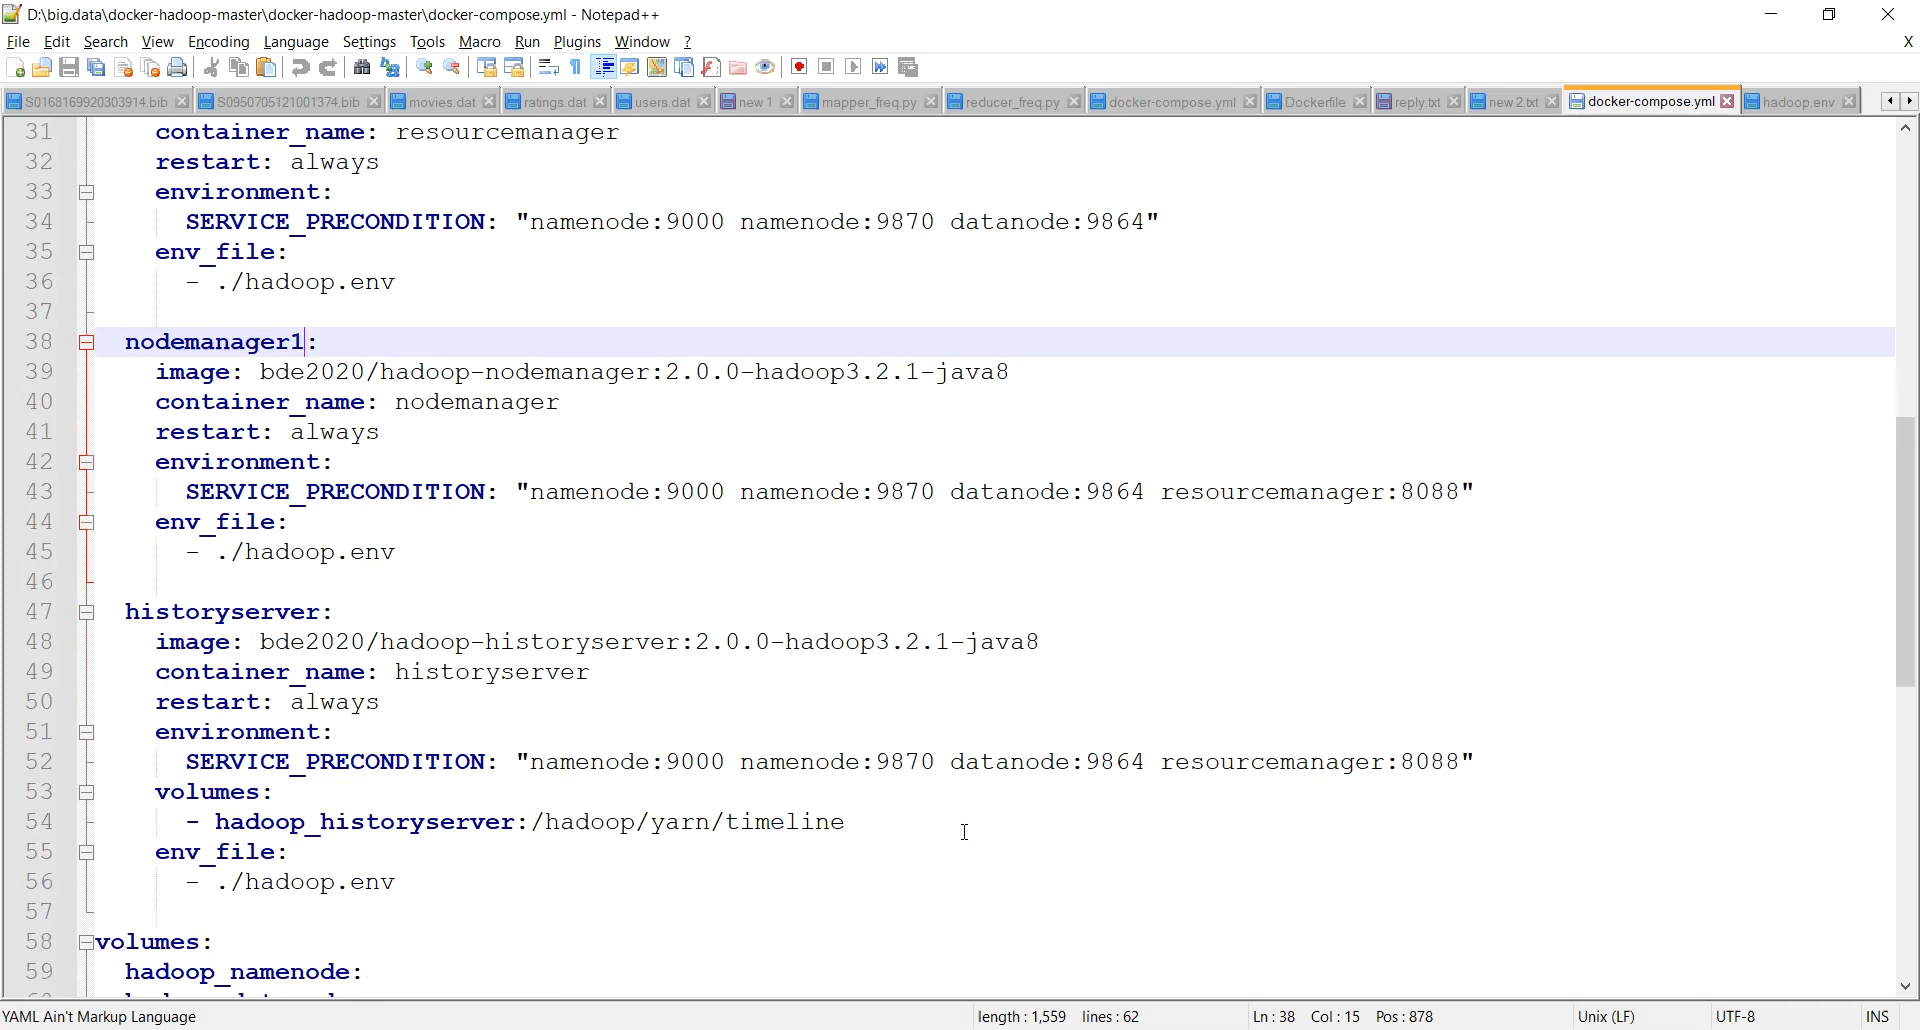 D:\big.data\docker-hadoop-master\docker-hadoop-master\docker-compose.yml - Notepad++
File Edit Search View Encoding Language Settings Tools Macro Run Plugins Window ?
X
S0168169920303914.bib S0950705121001374.bib movies.dat ratings.dat users.dat new 1 mapper_freq.py reducer_freq.py docker-compose.yml Dockerfile reply.txt new 2.txt docker-compose.yml hadoop.env
31 container_name: resourcemanager
32 restart: always
33 environment:
34 SERVICE_PRECONDITION: "namenode:9000 namenode:9870 datanode:9864"
35 env_file:
36 - ./hadoop.env
37
38 nodemanager1:
39 image: bde2020/hadoop-nodemanager:2.0.0-hadoop3.2.1-java8
40 container_name: nodemanager
41 restart: always
42 environment:
43 SERVICE_PRECONDITION: "namenode:9000 namenode:9870 datanode:9864 resourcemanager:8088"
44 env_file:
45 - ./hadoop.env
46
47 historyserver:
48 image: bde2020/hadoop-historyserver:2.0.0-hadoop3.2.1-java8
49 container_name: historyserver
50 restart: always
51 environment:
52 SERVICE_PRECONDITION: "namenode:9000 namenode:9870 datanode:9864 resourcemanager:8088"
53 volumes:
54 - hadoop_historyserver:/hadoop/yarn/timeline
55 env_file:
56 - ./hadoop.env
57
58 volumes:
59 hadoop_namenode:
YAML Ain't Markup Language length : 1,559 lines : 62 Ln : 38 Col : 15 Pos : 878 Unix (LF) UTF-8 INS